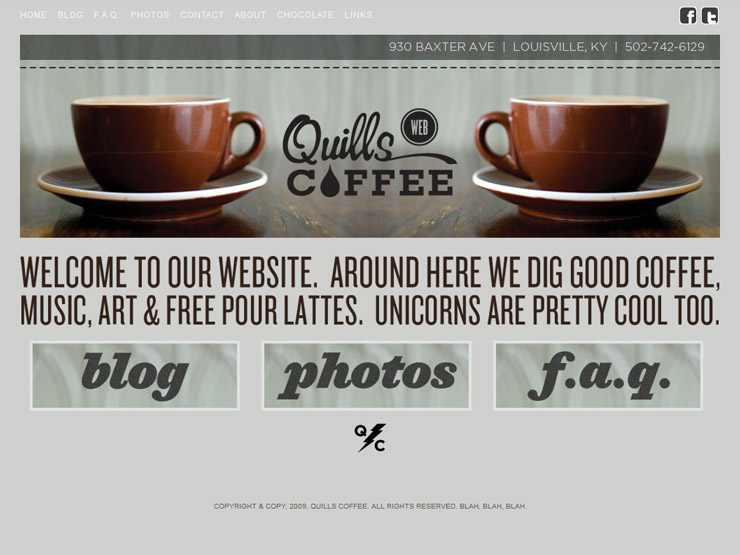 HOME BLOG F.A.Q. PHOTOS CONTACT ABOUT CHOCOLATE LINKS
f t
930 BAXTER AVE | LOUISVILLE, KY | 502-742-6129
Quills WEB
COFFEE
WELCOME TO OUR WEBSITE. AROUND HERE WE DIG GOOD COFFEE,
MUSIC, ART & FREE POUR LATTES. UNICORNS ARE PRETTY COOL TOO.
blog photos f.a.q.
Q C
COPYRIGHT & COPY; 2009, QUILLS COFFEE. ALL RIGHTS RESERVED. BLAH, BLAH, BLAH.